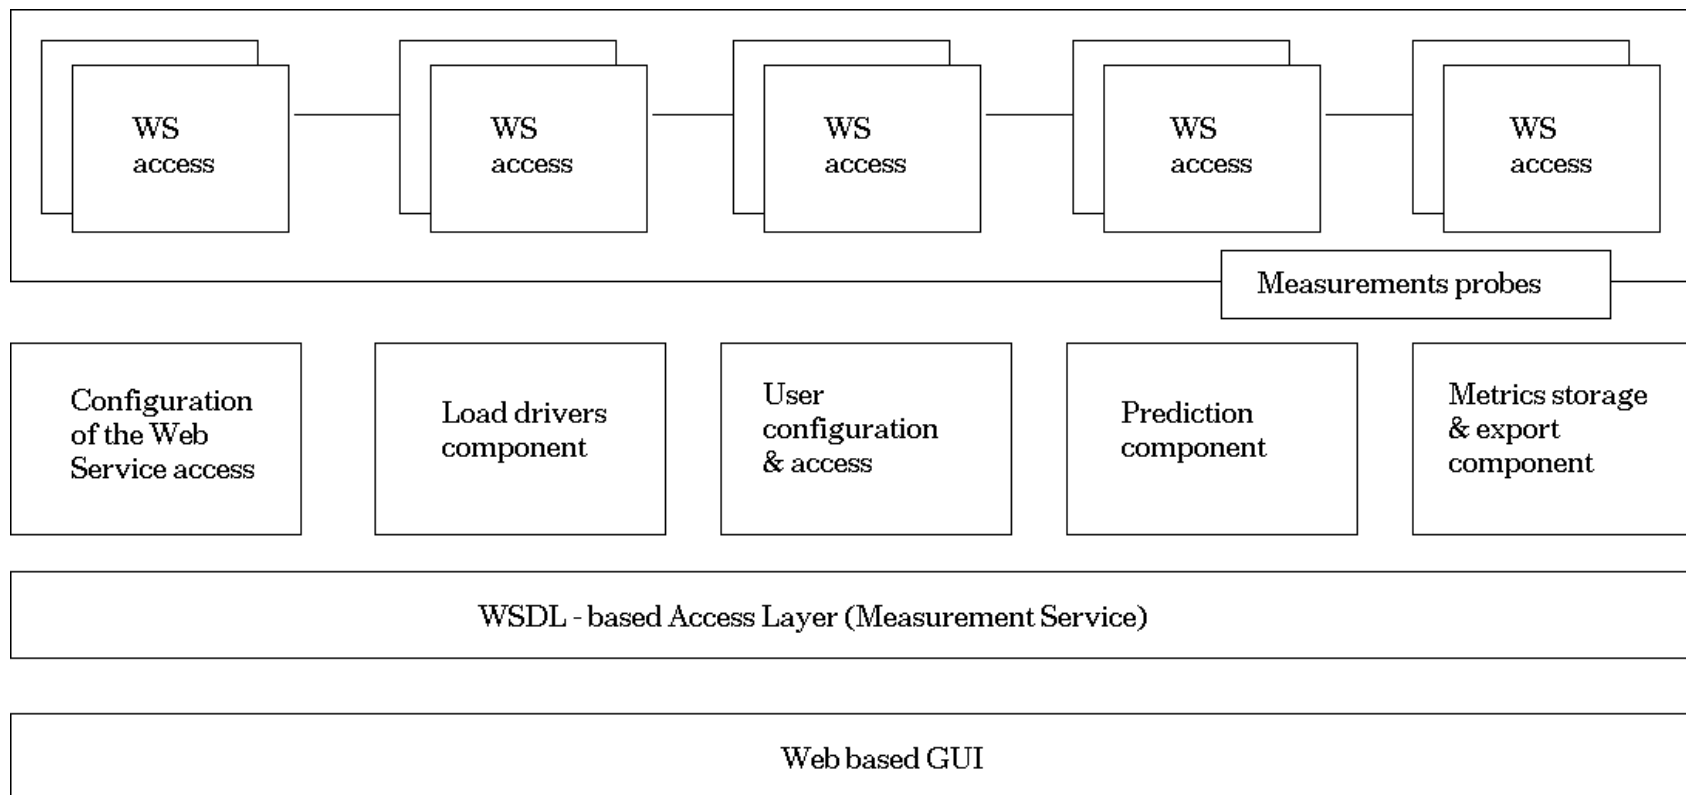 WS
access
WS
access
WS
access
WS
access
WS
access
Measurements probes
Configuration
of the Web
Service access
Load drivers
component
User
configuration
& access
Prediction
component
Metrics storage
& export
component
WSDL - based Access Layer (Measurement Service)
Web based GUI